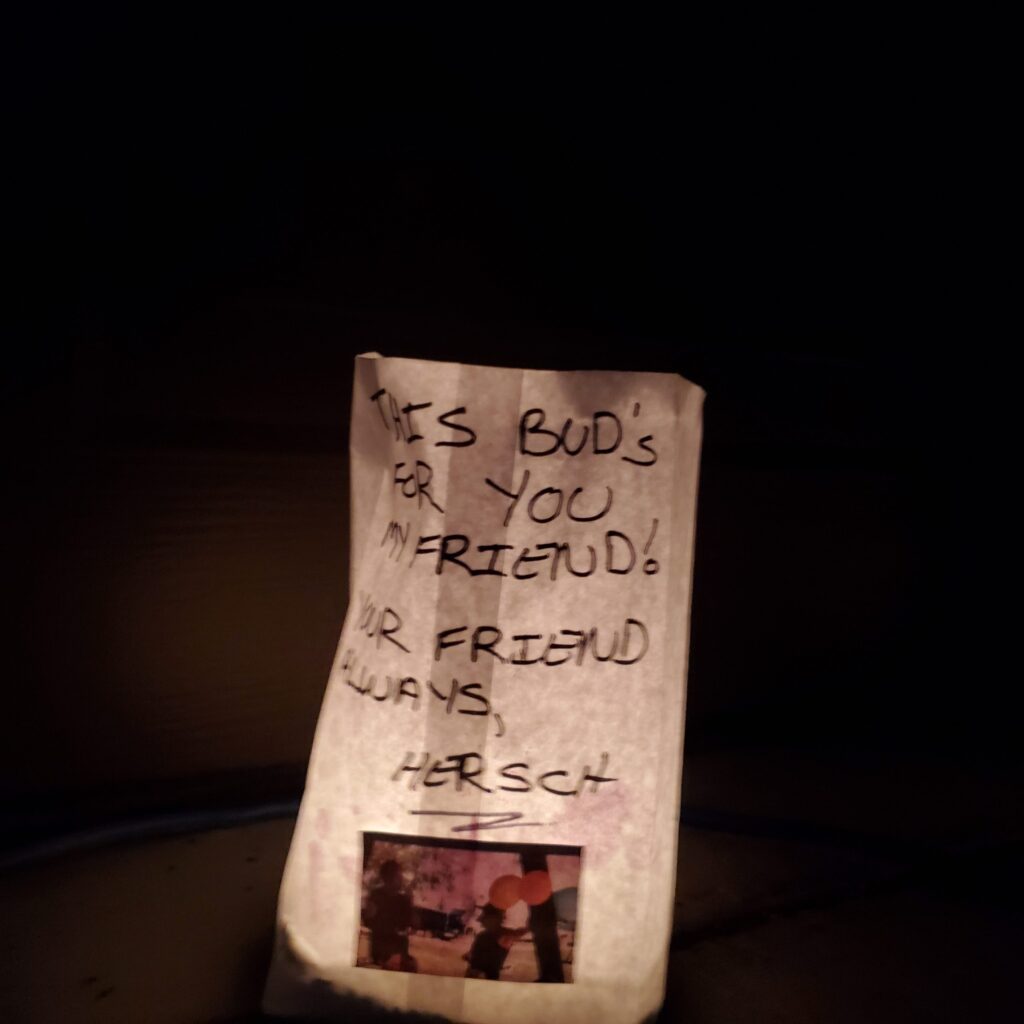 THIS BUD's
FOR YOU
MY FRIEND!
YOUR FRIEND
ALWAYS,
HERSCH